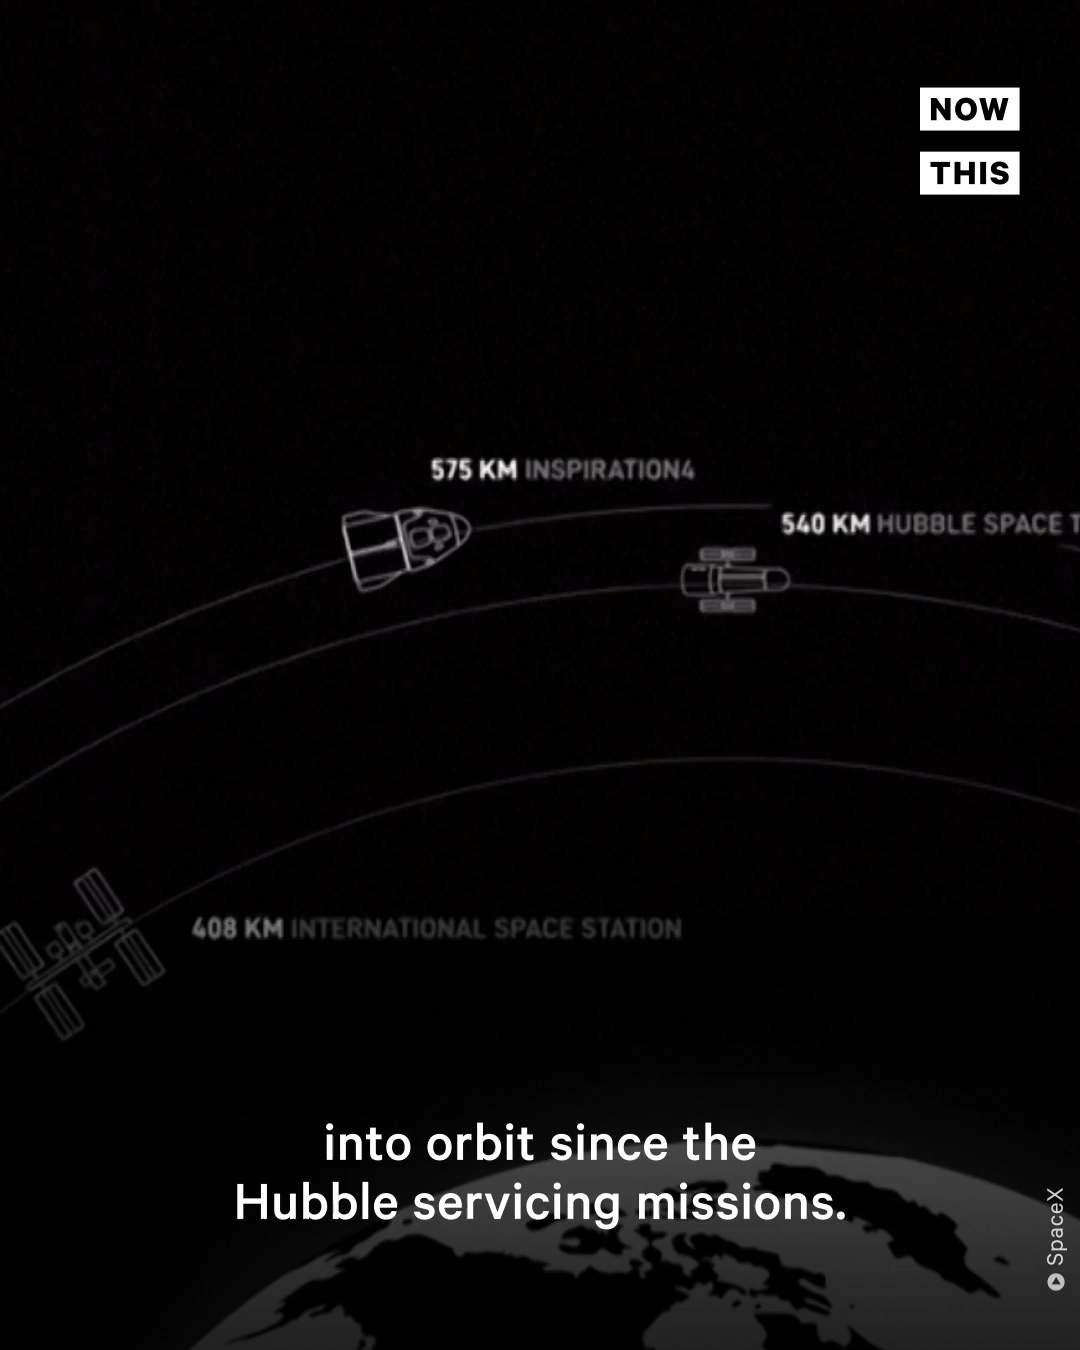 NOW
THIS
575 KM INSPIRATION4
540 KM HUBBLE SPACE T
408 KM INTERNATIONAL SPACE STATION
into orbit since the
Hubble servicing missions.
SpaceX